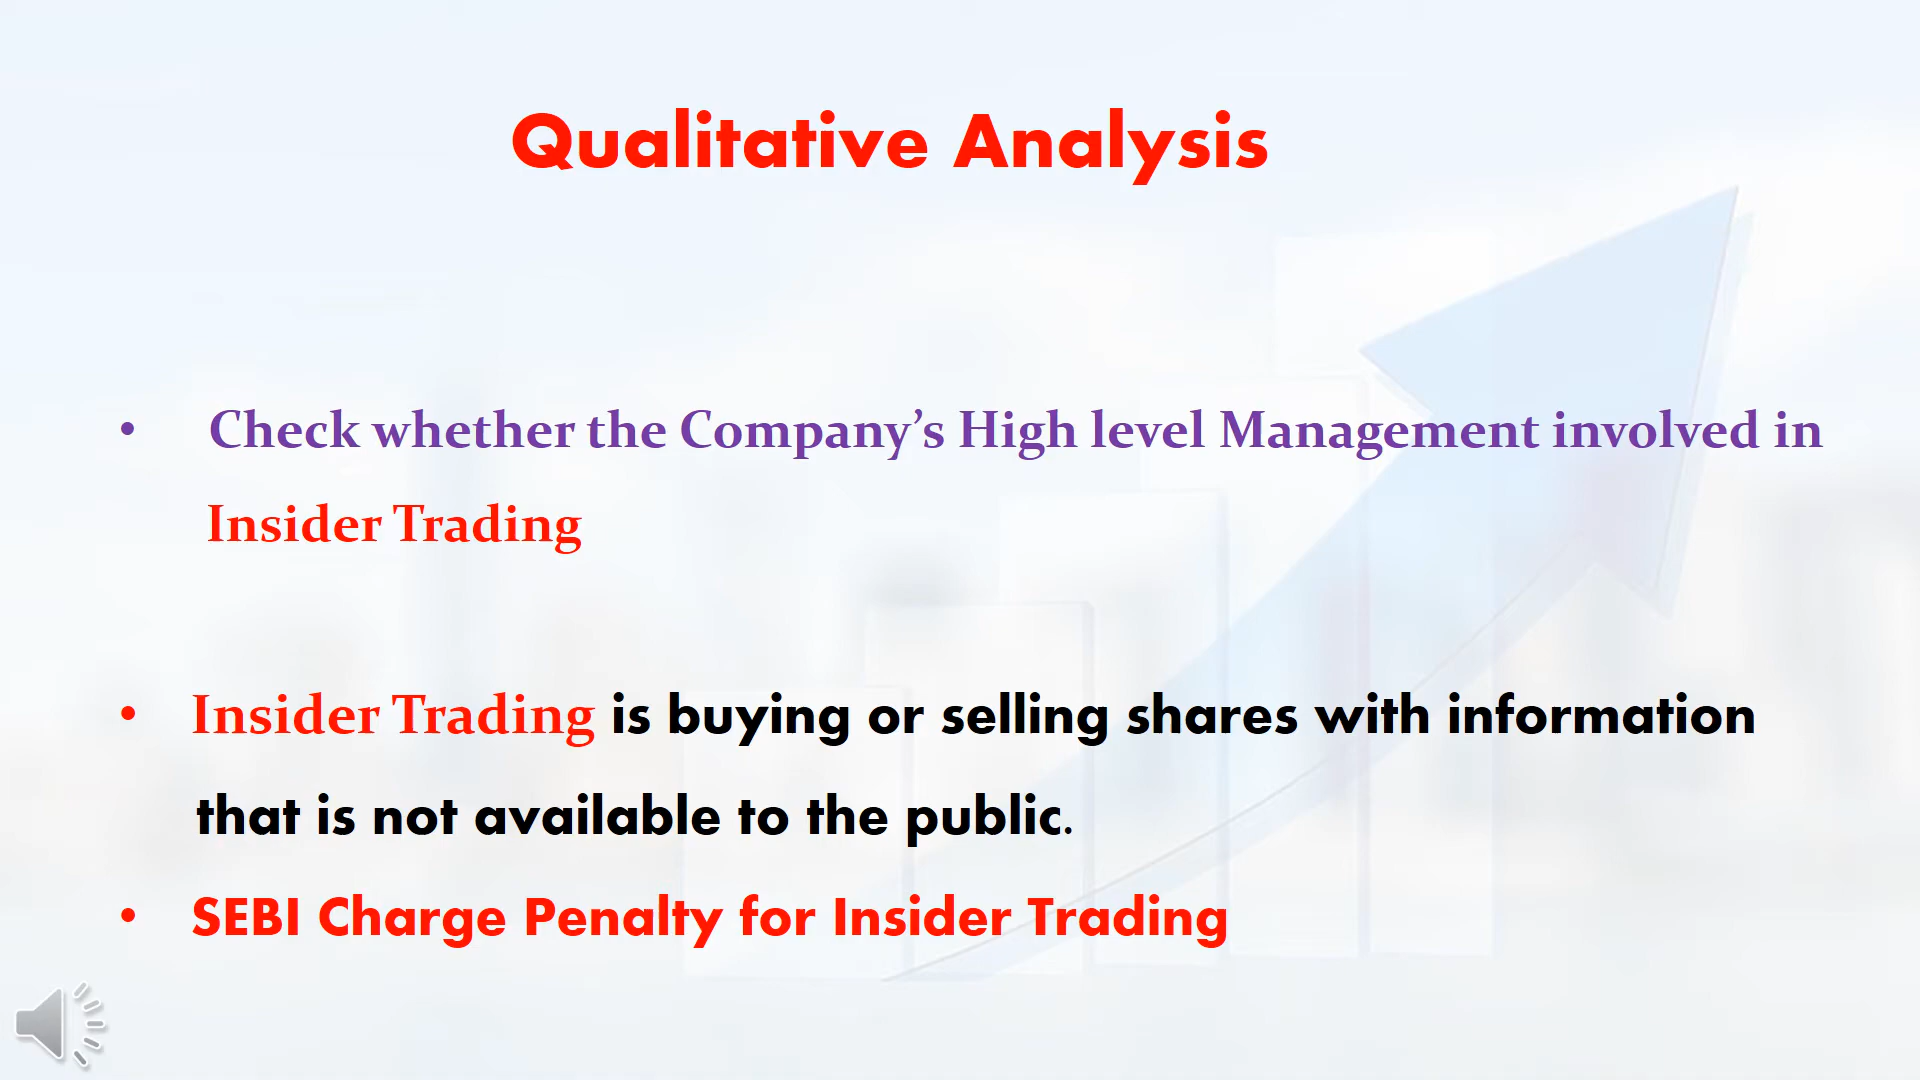 Qualitative Analysis
• Check whether the Company’s High level Management involved in
Insider Trading
• Insider Trading is buying or selling shares with information
that is not available to the public.
• SEBI Charge Penalty for Insider Trading